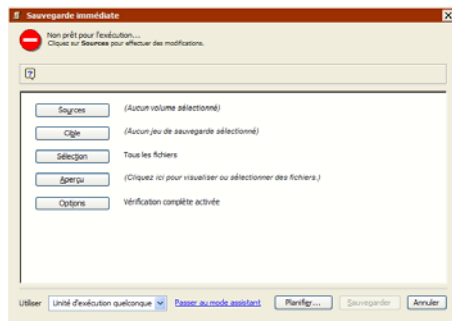 Sauvegarde immédiate
Non prêt pour l'exécution...
Cliquez sur Sources pour effectuer des modifications.
Sources (Aucun volume sélectionné)
Cible (Aucun jeu de sauvegarde sélectionné)
Sélection Tous les fichiers
Aperçu (Cliquez ici pour visualiser ou sélectionner des fichiers.)
Options Vérification complète activée
Utiliser Unité d'exécution quelconque Passer au mode assistant Planifier... Sauvegarder Annuler